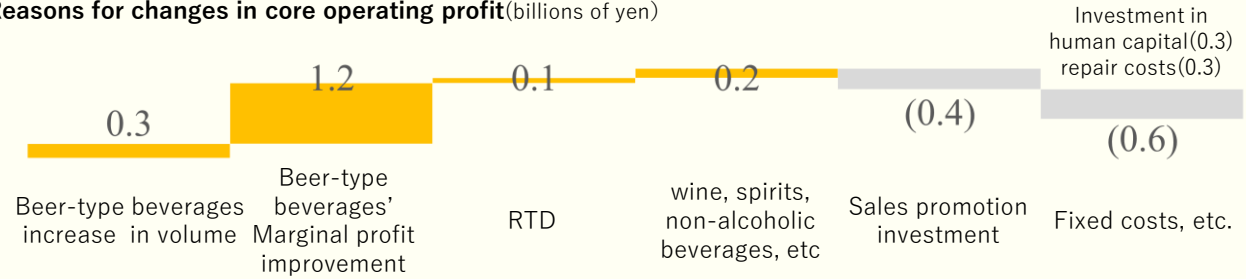 Reasons for changes in core operating profit(billions of yen)
Investment in
human capital(0.3)
repair costs(0.3)
0.3
1.2
0.1
0.2
(0.4)
(0.6)
Beer-type beverages
increase in volume
Beer-type
beverages’
Marginal profit
improvement
RTD
wine, spirits,
non-alcoholic
beverages, etc
Sales promotion
investment
Fixed costs, etc.